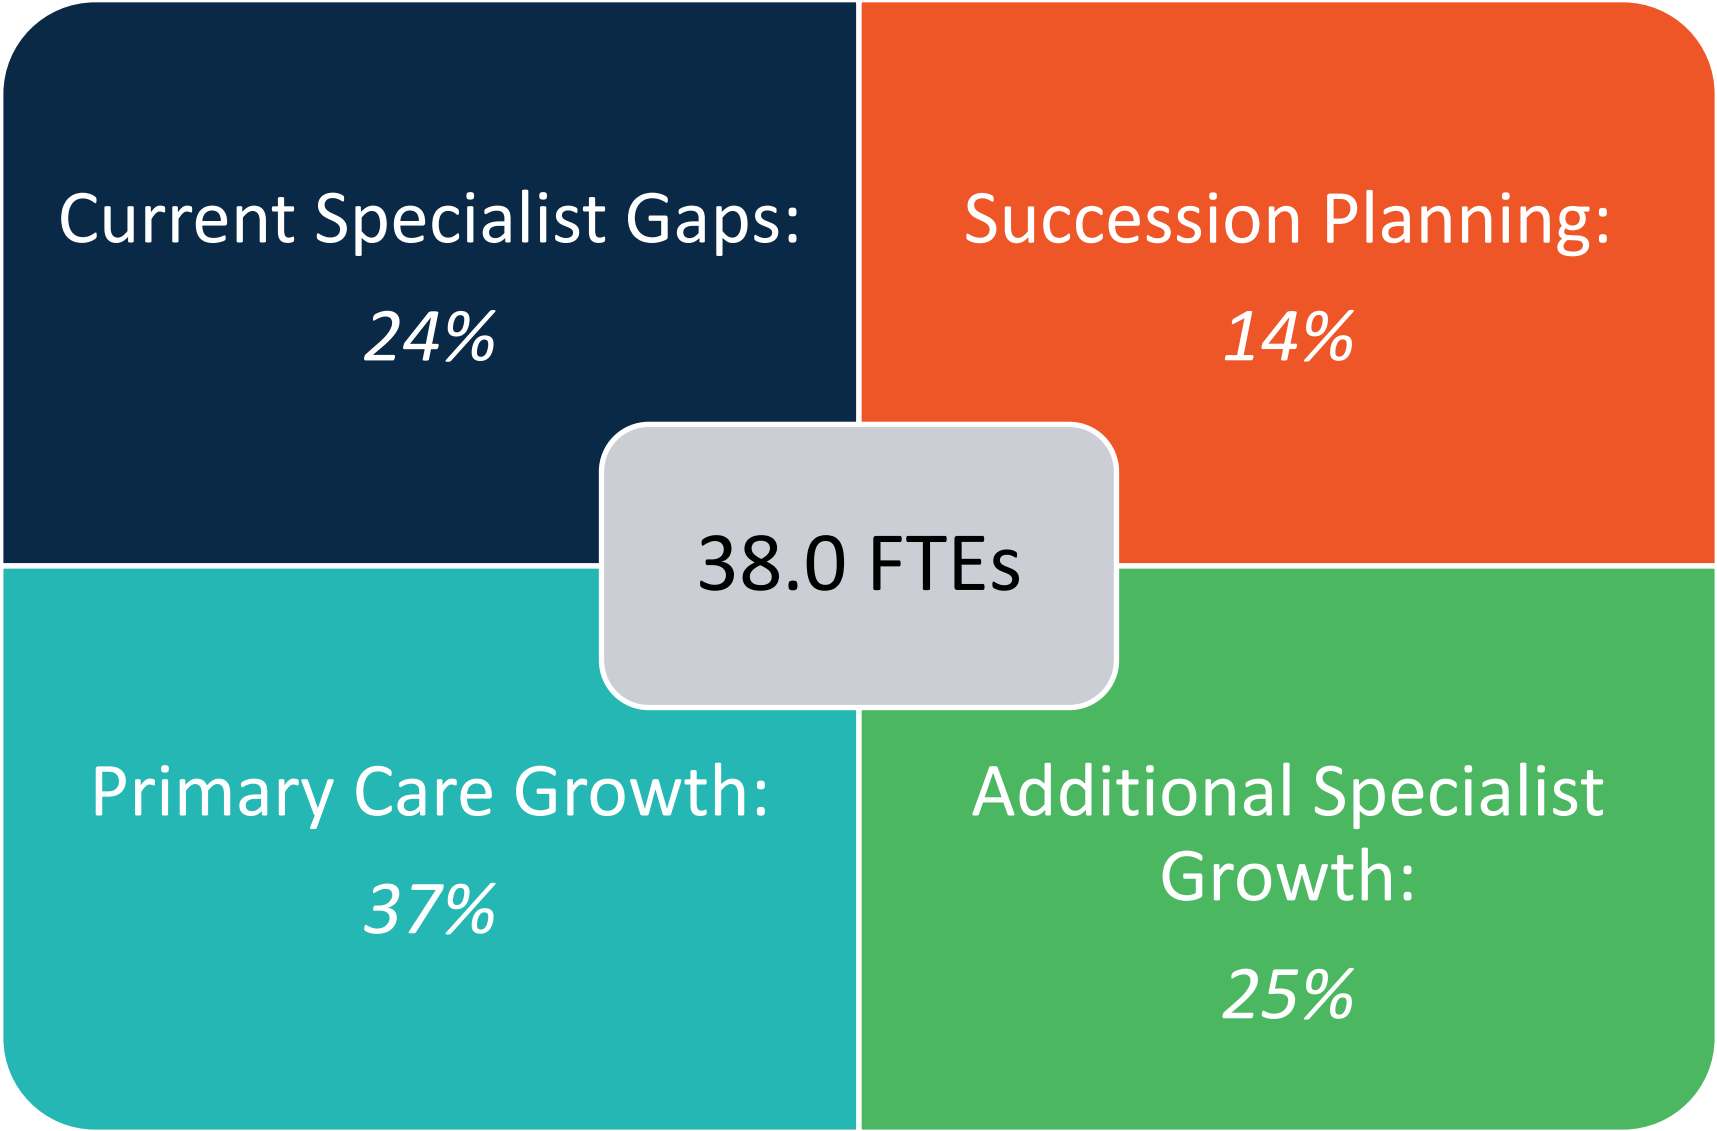 Current Specialist Gaps:
24%
Succession Planning:
14%
38.0 FTEs
Primary Care Growth:
37%
Additional Specialist
Growth:
25%